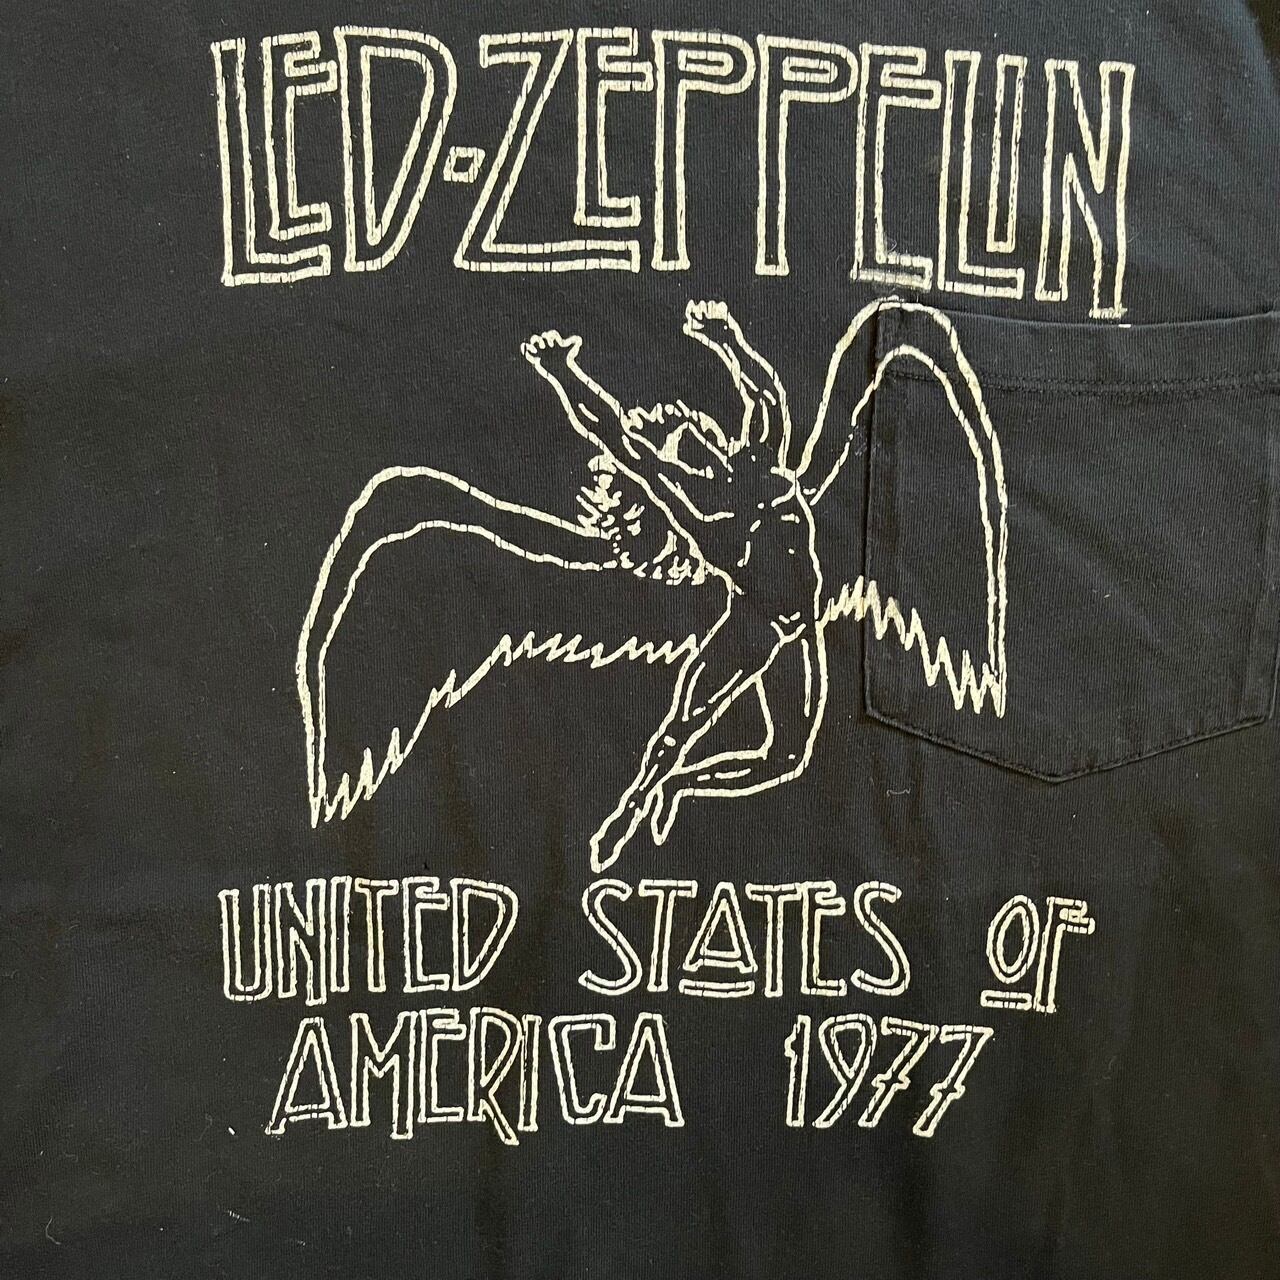 LED·ZEPPELIN
UNITED STATES OF
AMERICA 1977